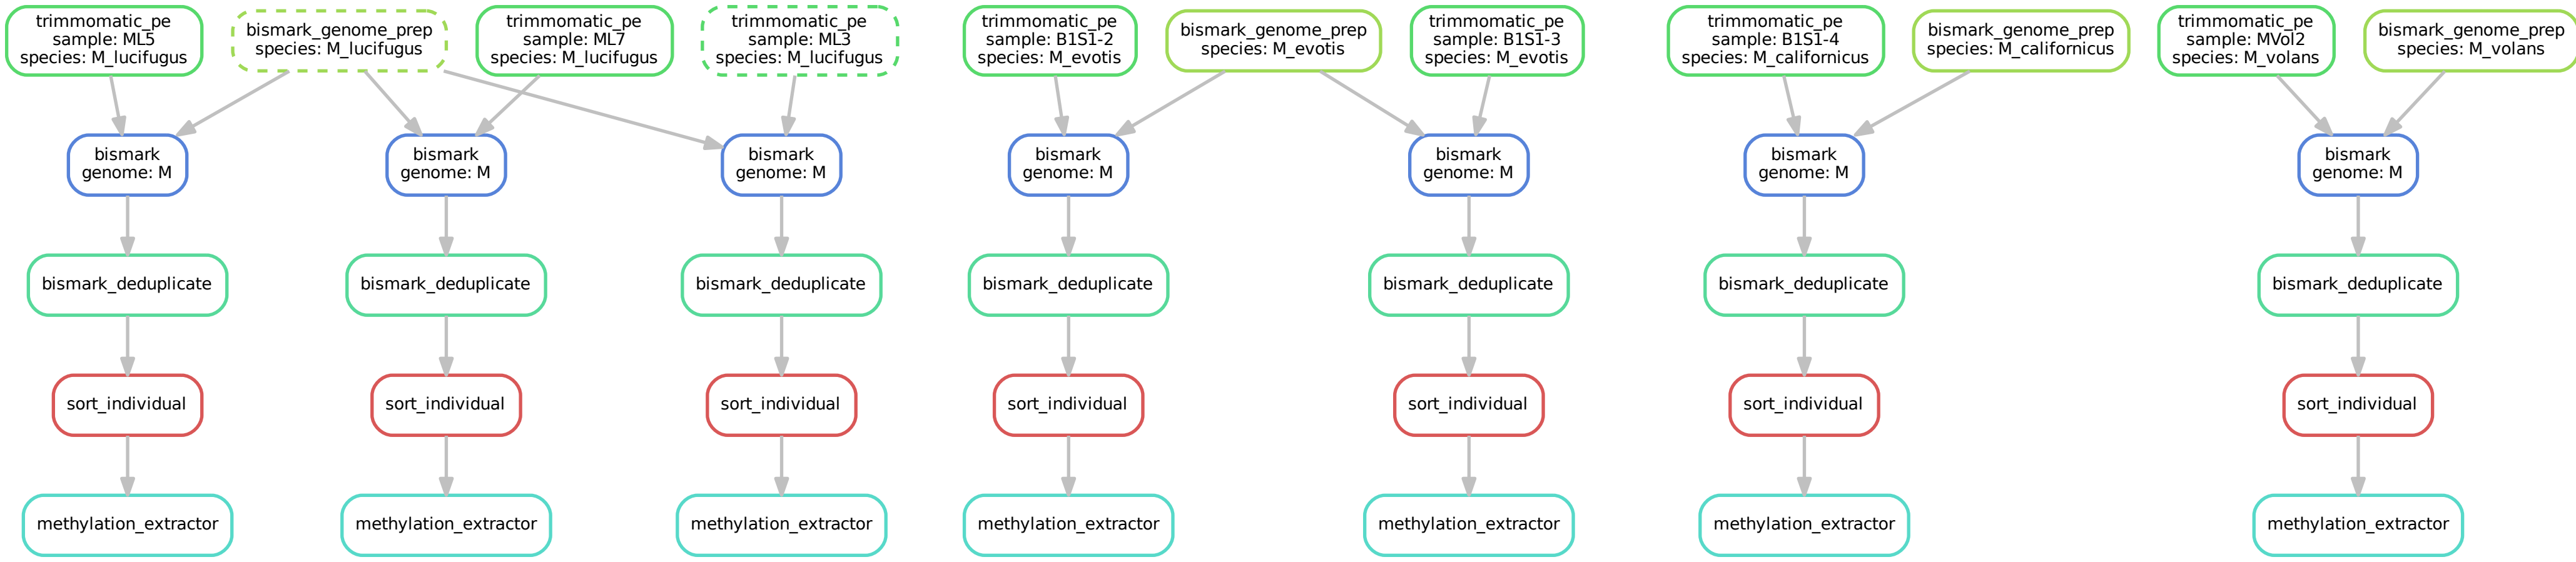 trimmomatic_pe
sample: ML5
species: M_lucifugus
bismark_genome_prep
species: M_lucifugus
trimmomatic_pe
sample: ML7
species: M_lucifugus
trimmomatic_pe
sample: ML3
species: M_lucifugus
trimmomatic_pe
sample: B1S1-2
species: M_evotis
bismark_genome_prep
species: M_evotis
trimmomatic_pe
sample: B1S1-3
species: M_evotis
trimmomatic_pe
sample: B1S1-4
species: M_californicus
bismark_genome_prep
species: M_californicus
trimmomatic_pe
sample: MVol2
species: M_volans
bismark_genome_prep
species: M_volans
bismark
genome: M
bismark
genome: M
bismark
genome: M
bismark
genome: M
bismark
genome: M
bismark
genome: M
bismark
genome: M
bismark_deduplicate
bismark_deduplicate
bismark_deduplicate
bismark_deduplicate
bismark_deduplicate
bismark_deduplicate
bismark_deduplicate
sort_individual
sort_individual
sort_individual
sort_individual
sort_individual
sort_individual
sort_individual
methylation_extractor
methylation_extractor
methylation_extractor
methylation_extractor
methylation_extractor
methylation_extractor
methylation_extractor